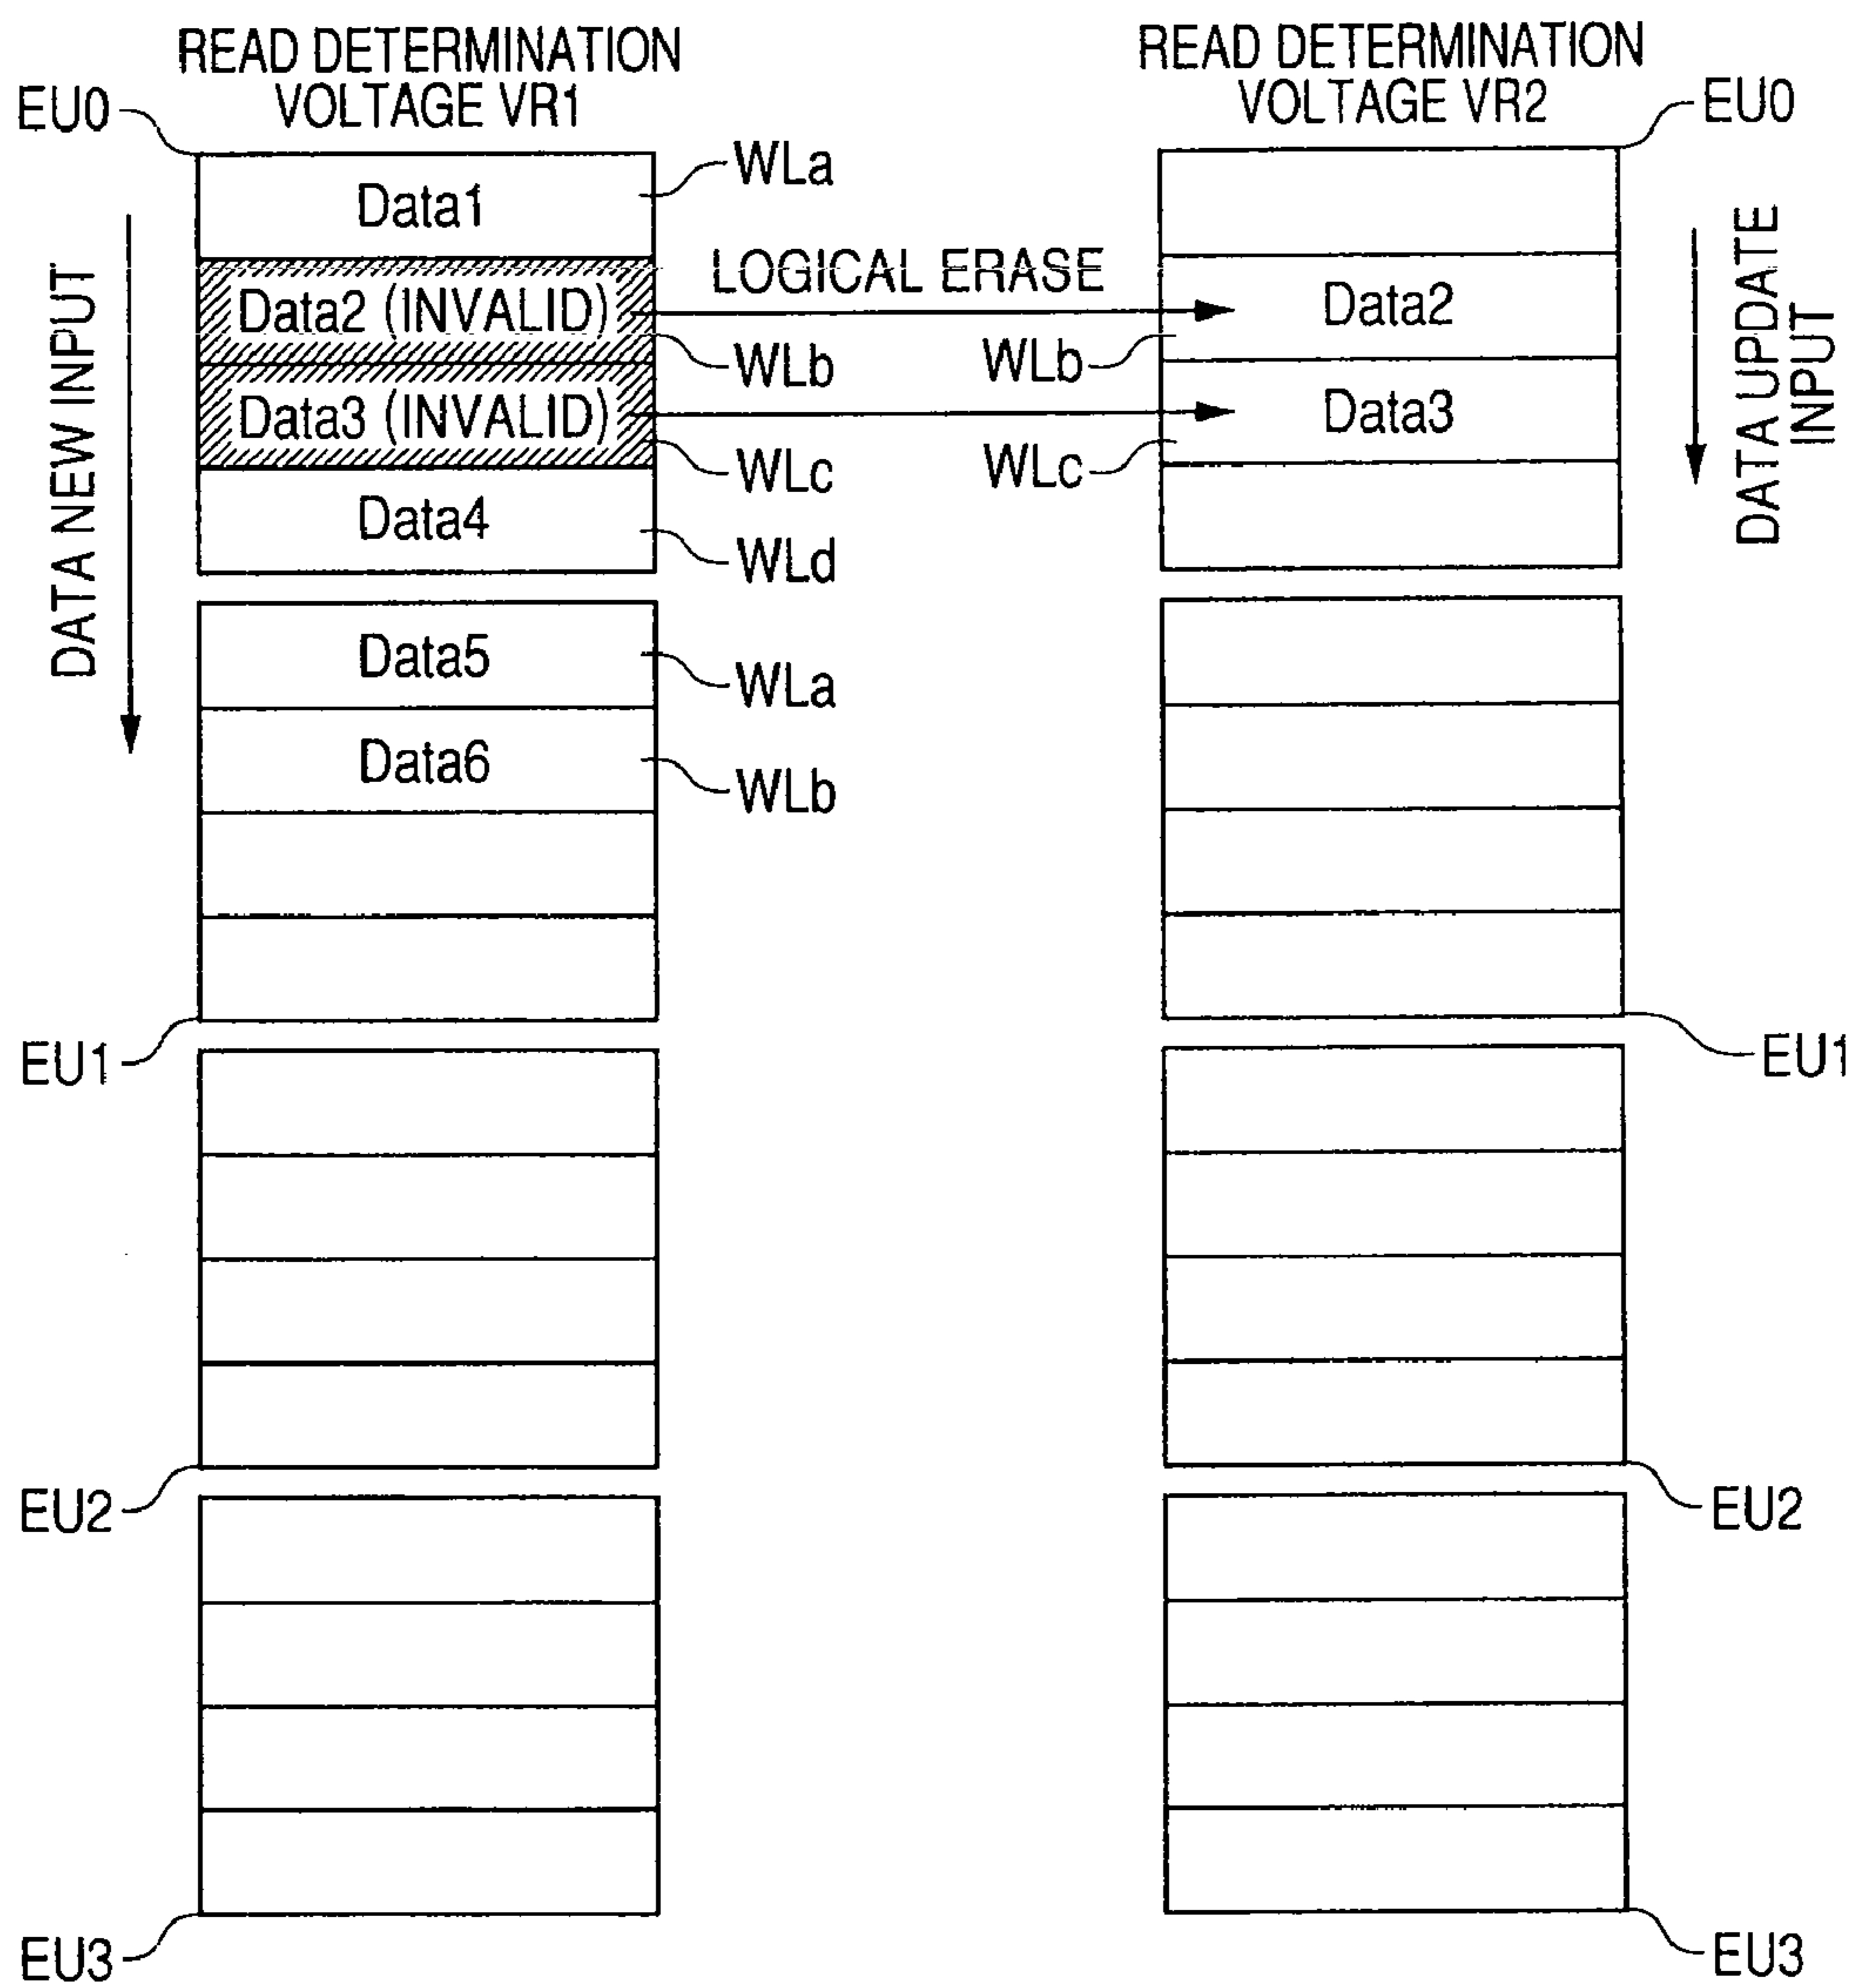 READ DETERMINATION
VOLTAGE VR1
READ DETERMINATION
VOLTAGE VR2
EU0
EU0
WLa
Data1
DATA NEW INPUT
LOGICAL ERASE
Data2 (INVALID)
Data2
WLb
WLb
Data3 (INVALID)
Data3
WLc
WLc
DATA UPDATE
INPUT
Data4
WLd
Data5
WLa
Data6
WLb
EU1
EU1
EU2
EU2
EU3
EU3